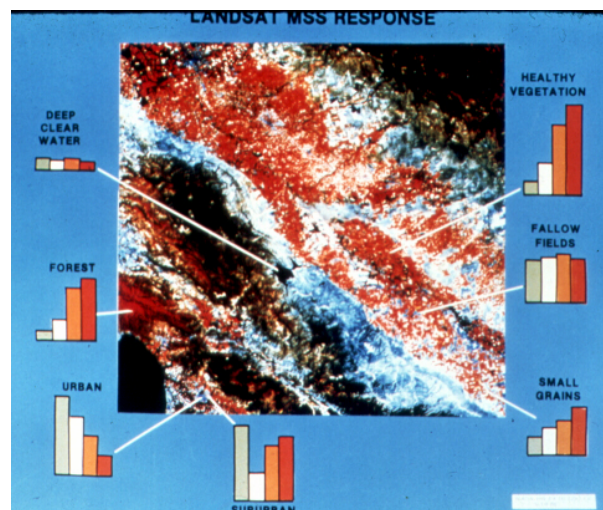 LANDSAT MSS RESPONSE
DEEP
CLEAR
WATER
HEALTHY
VEGETATION
FALLOW
FIELDS
FOREST
URBAN
SMALL
GRAINS
SUBURBAN